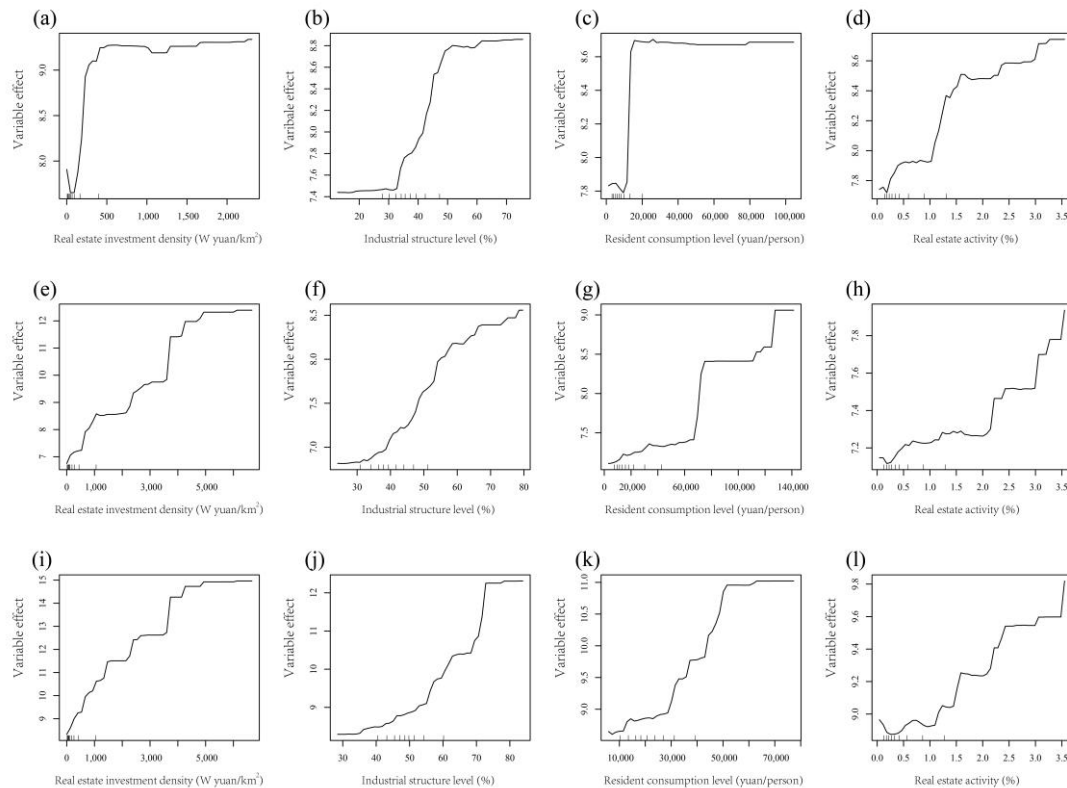 (a)
Variable effect
9.0
8.5
8.0
0 500 1,000 1,500 2,000
Real estate investment density (W yuan/km²)
(b)
Varibale effect
8.8
8.6
8.4
8.2
8.0
7.8
7.6
7.4
20 30 40 50 60 70
Industrial structure level (%)
(c)
Variable effect
8.6
8.4
8.2
8.0
7.8
0 20,000 40,000 60,000 80,000 100,000
Resident consumption level (yuan/person)
(d)
Variable effect
8.6
8.4
8.2
8.0
7.8
0.0 0.5 1.0 1.5 2.0 2.5 3.0 3.5
Real estate activity (%)
(e)
Variable effect
12
11
10
9
8
7
0 1,000 3,000 5,000
Real estate investment density (W yuan/km²)
(f)
Variable effect
8.0
7.5
7.0
30 40 50 60 70 80
Industrial structure level (%)
(g)
Variable effect
9.0
8.5
8.0
7.5
0 20,000 60,000 100,000 140,000
Resident consumption level (yuan/person)
(h)
Variable effect
7.8
7.6
7.4
7.2
0.0 0.5 1.0 1.5 2.0 2.5 3.0 3.5
Real estate activity (%)
(i)
Variable effect
15
14
13
12
11
10
9
0 1,000 3,000 5,000
Real estate investment density (W yuan/km²)
(j)
Variable effect
12
11
10
9
30 40 50 60 70 80
Industrial structure level (%)
(k)
Variable effect
11.0
10.5
10.0
9.5
9.0
10,000 30,000 50,000 70,000
Resident consumption level (yuan/person)
(l)
Variable effect
9.8
9.6
9.4
9.2
9.0
0.0 0.5 1.0 1.5 2.0 2.5 3.0 3.5
Real estate activity (%)